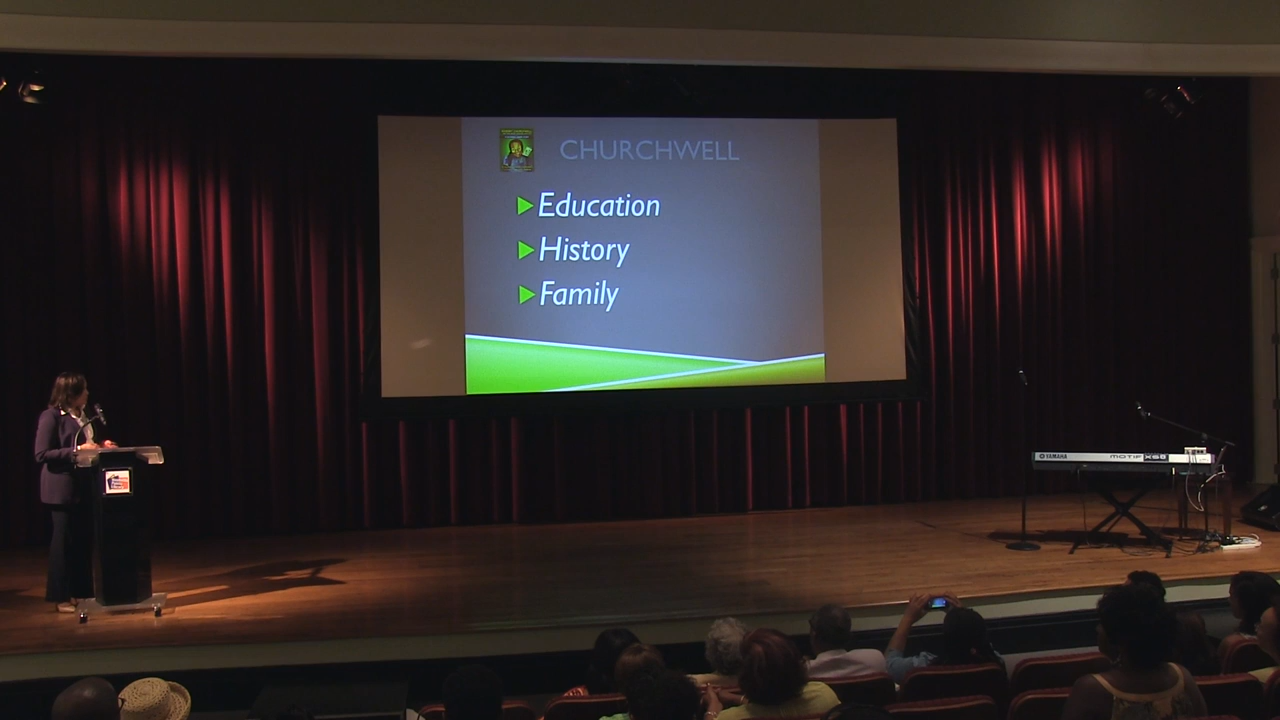 CHURCHWELL
Education
History
Family
YAMAHA
MOTIF XS8